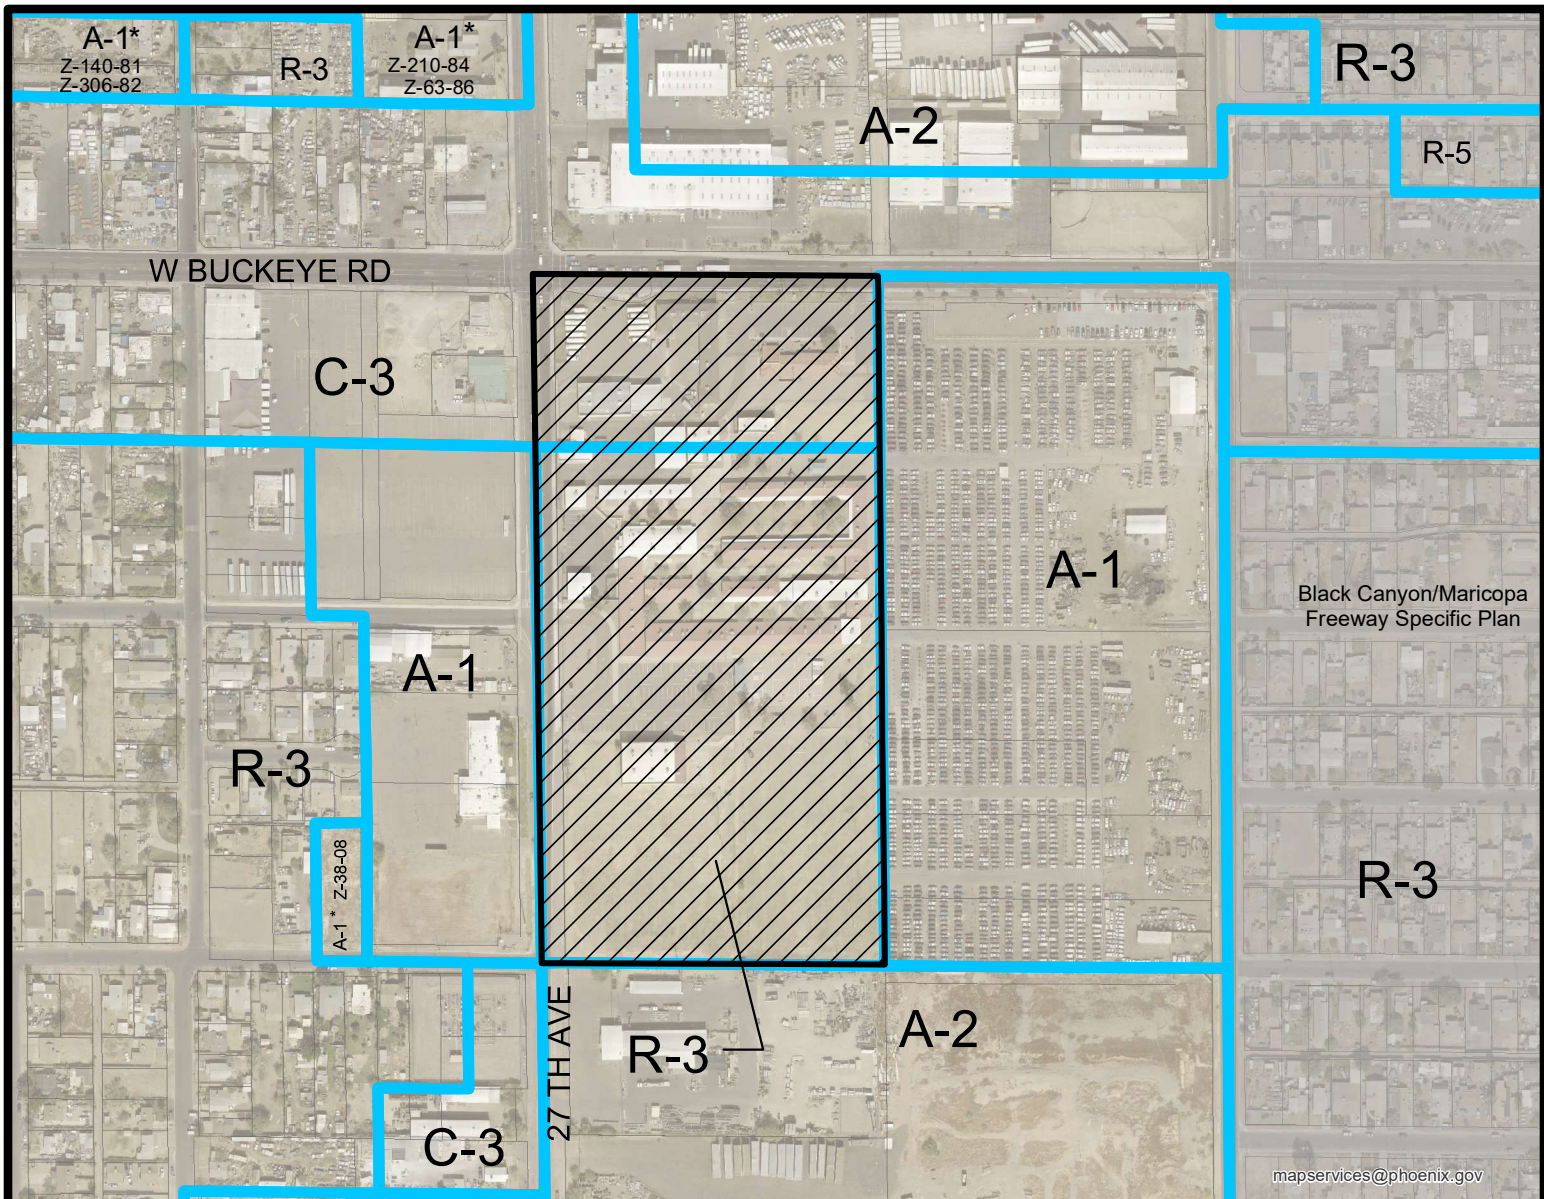 A-1*
Z-140-81
Z-306-82
R-3
A-1*
Z-210-84
Z-63-86
R-3
A-2
R-5
W BUCKEYE RD
C-3
A-1
Black Canyon/Maricopa
Freeway Specific Plan
A-1
R-3
A-1 * Z-38-08
R-3
27 TH AVE
R-3
A-2
C-3
mapservices@phoenix.gov